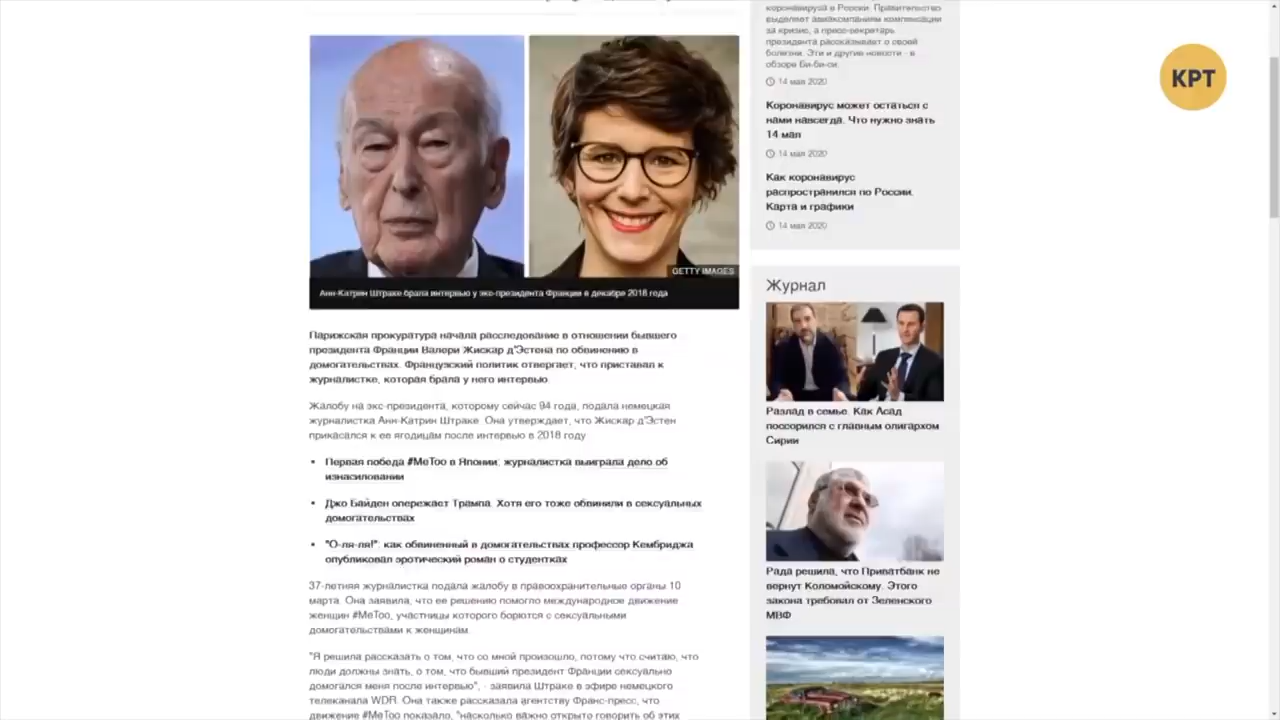 GETTY IMAGES
Анн-Катрин Штраке брала интервью у экс-президента Франции в декабре 2018 года
Парижская прокуратура начала расследование в отношении бывшего
президента Франции Валери Жискар д'Эстена по обвинению в
домогательствах. Французский политик отвергает, что приставал к
журналистке, которая брала у него интервью.
Жалобу на экс-президента, которому сейчас 94 года, подала немецкая
журналистка Анн-Катрин Штраке. Она утверждает, что Жискар д'Эстен
прикасался к ее ягодицам после интервью в 2018 году.
Первая победа #MeToo в Японии: журналистка выиграла дело об
изнасиловании
Джо Байден опережает Трампа. Хотя его тоже обвинили в сексуальных
домогательствах
"О-ля-ля!": как обвиненный в домогательствах профессор Кембриджа
опубликовал эротический роман о студентках
37-летняя журналистка подала жалобу в правоохранительные органы 10
марта. Она заявила, что ее решению помогло международное движение
женщин #MeToo, участницы которого борются с сексуальными
домогательствами к женщинам.
"Я решила рассказать о том, что со мной произошло, потому что считаю, что
люди должны знать, о том, что бывший президент Франции сексуально
домогался меня после интервью", - заявила Штраке в эфире немецкого
телеканала WDR. Она также рассказала агентству Франс-пресс, что
движение #MeToo показало, "насколько важно открыто говорить об этих
коронавируса в России. Правительство
выделяет авиакомпаниям компенсации
за кризис, а пресс-секретарь
президента рассказывает о своей
болезни. Эти и другие новости - в
обзоре Би-би-си.
14 мая 2020
Коронавирус может остаться с
нами навсегда. Что нужно знать
14 мая
14 мая 2020
Как коронавирус
распространился по России.
Карта и графики
14 мая 2020
Журнал
Разлад в семье. Как Асад
поссорился с главным олигархом
Сирии
Рада решила, что Приватбанк не
вернут Коломойскому. Этого
закона требовал от Зеленского
МВФ
КРТ